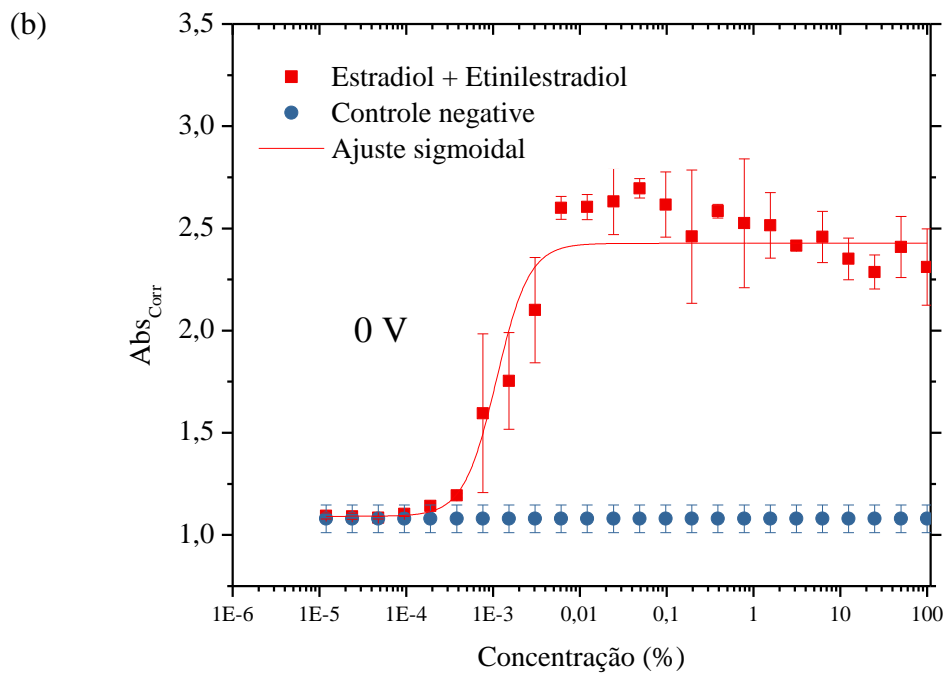 (b)
3,5
3,0
2,5
2,0
1,5
1,0
Abs_Corr
Estradiol + Etinilestradiol
Controle negative
Ajuste sigmoidal
0 V
1E-6 1E-5 1E-4 1E-3 0,01 0,1 1 10 100
Concentração (%)